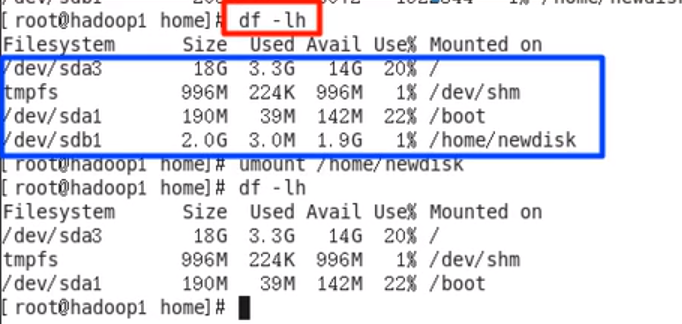 [root@hadoop1 home]# df -lh
Filesystem Size Used Avail Use% Mounted on
/dev/sda3 18G 3.3G 14G 20% /
tmpfs 996M 224K 996M 1% /dev/shm
/dev/sda1 190M 39M 142M 22% /boot
/dev/sdb1 2.0G 3.0M 1.9G 1% /home/newdisk
[root@hadoop1 home]# umount /home/newdisk
[root@hadoop1 home]# df -lh
Filesystem Size Used Avail Use% Mounted on
/dev/sda3 18G 3.3G 14G 20% /
tmpfs 996M 224K 996M 1% /dev/shm
/dev/sda1 190M 39M 142M 22% /boot
[root@hadoop1 home]#